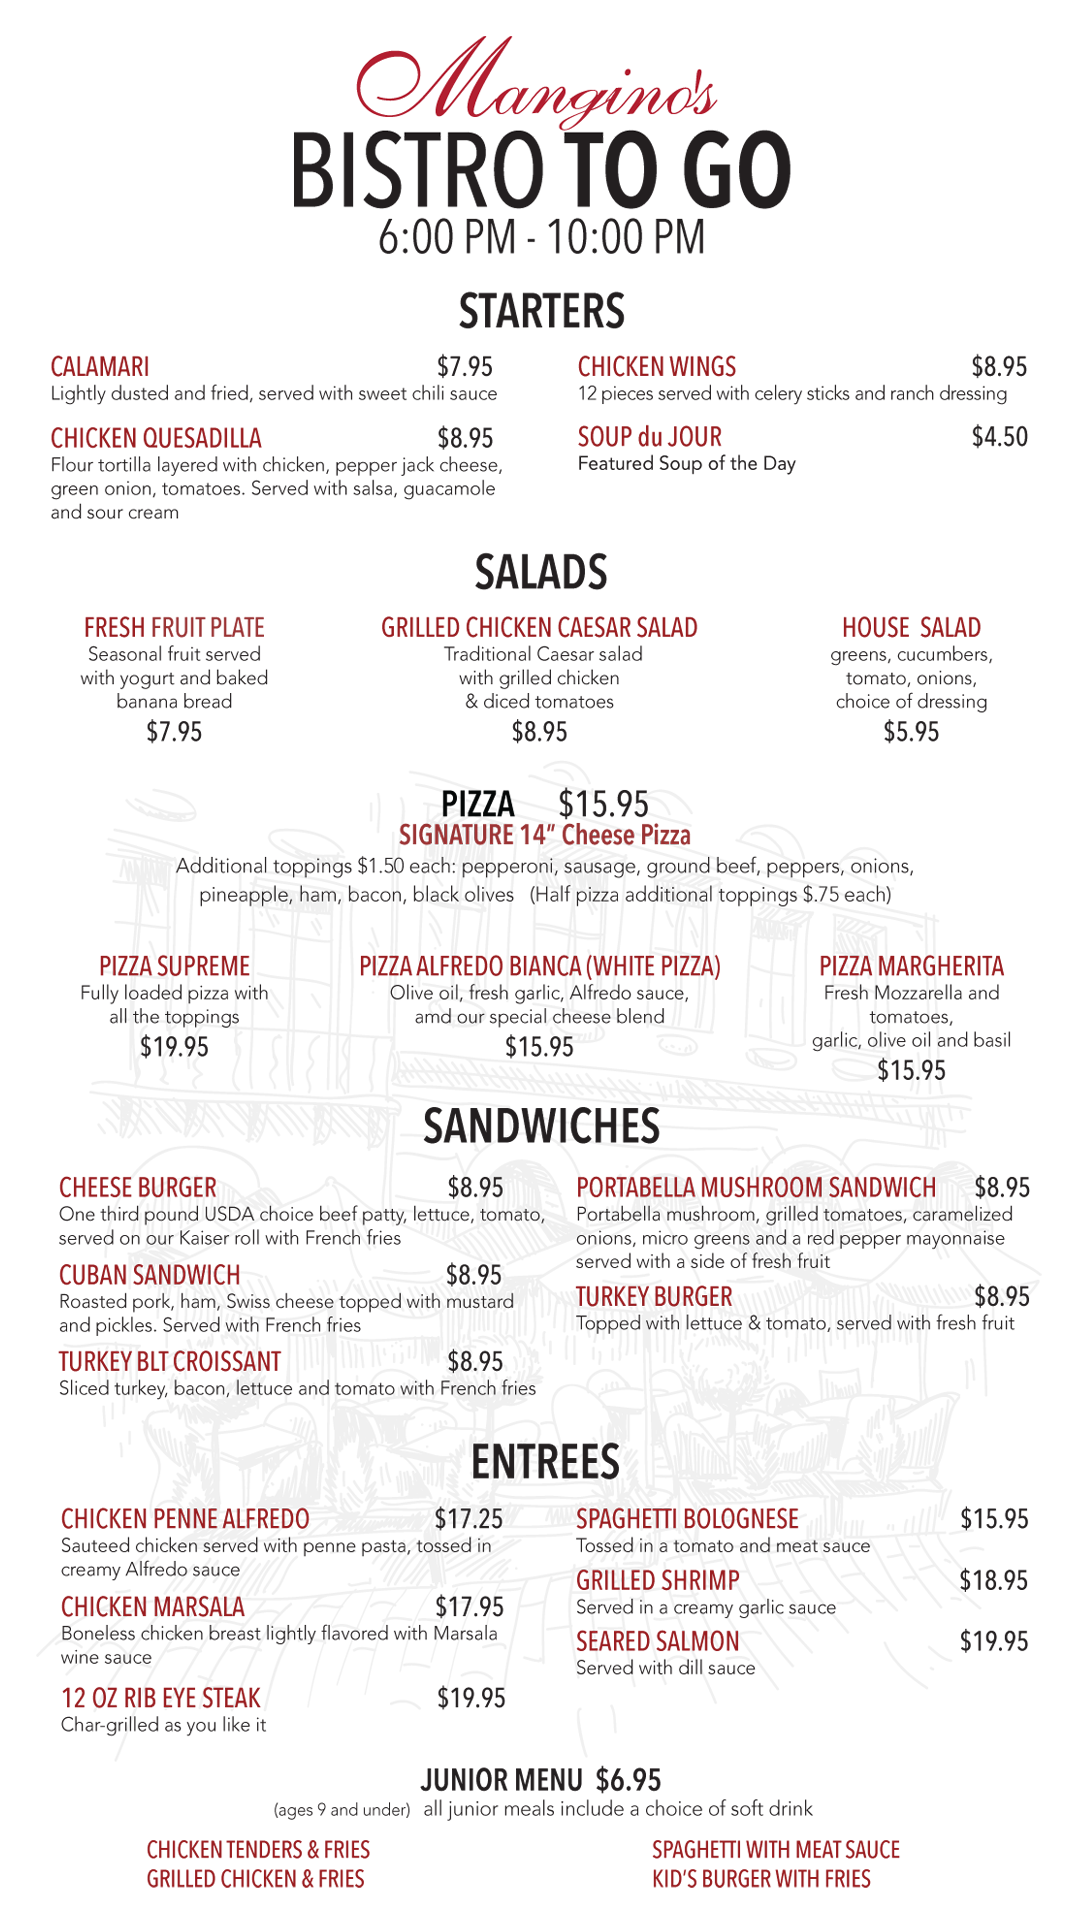 Mangino's
BISTRO TO GO
6:00 PM - 10:00 PM
STARTERS
CALAMARI $7.95
Lightly dusted and fried, served with sweet chili sauce
CHICKEN QUESADILLA $8.95
Flour tortilla layered with chicken, pepper jack cheese,
green onion, tomatoes. Served with salsa, guacamole
and sour cream
CHICKEN WINGS $8.95
12 pieces served with celery sticks and ranch dressing
SOUP du JOUR $4.50
Featured Soup of the Day
SALADS
FRESH FRUIT PLATE
Seasonal fruit served
with yogurt and baked
banana bread
$7.95
GRILLED CHICKEN CAESAR SALAD
Traditional Caesar salad
with grilled chicken
& diced tomatoes
$8.95
HOUSE SALAD
greens, cucumbers,
tomato, onions,
choice of dressing
$5.95
PIZZA $15.95
SIGNATURE 14" Cheese Pizza
Additional toppings $1.50 each: pepperoni, sausage, ground beef, peppers, onions,
pineapple, ham, bacon, black olives (Half pizza additional toppings $.75 each)
PIZZA SUPREME
Fully loaded pizza with
all the toppings
$19.95
PIZZA ALFREDO BIANCA (WHITE PIZZA)
Olive oil, fresh garlic, Alfredo sauce,
amd our special cheese blend
$15.95
PIZZA MARGHERITA
Fresh Mozzarella and
tomatoes,
garlic, olive oil and basil
$15.95
SANDWICHES
CHEESE BURGER $8.95
One third pound USDA choice beef patty, lettuce, tomato,
served on our Kaiser roll with French fries
CUBAN SANDWICH $8.95
Roasted pork, ham, Swiss cheese topped with mustard
and pickles. Served with French fries
TURKEY BLT CROISSANT $8.95
Sliced turkey, bacon, lettuce and tomato with French fries
PORTABELLA MUSHROOM SANDWICH $8.95
Portabella mushroom, grilled tomatoes, caramelized
onions, micro greens and a red pepper mayonnaise
served with a side of fresh fruit
TURKEY BURGER $8.95
Topped with lettuce & tomato, served with fresh fruit
ENTREES
CHICKEN PENNE ALFREDO $17.25
Sauteed chicken served with penne pasta, tossed in
creamy Alfredo sauce
CHICKEN MARSALA $17.95
Boneless chicken breast lightly flavored with Marsala
wine sauce
12 OZ RIB EYE STEAK $19.95
Char-grilled as you like it
SPAGHETTI BOLOGNESE $15.95
Tossed in a tomato and meat sauce
GRILLED SHRIMP $18.95
Served in a creamy garlic sauce
SEARED SALMON $19.95
Served with dill sauce
JUNIOR MENU $6.95
(ages 9 and under) all junior meals include a choice of soft drink
CHICKEN TENDERS & FRIES
GRILLED CHICKEN & FRIES
SPAGHETTI WITH MEAT SAUCE
KID'S BURGER WITH FRIES